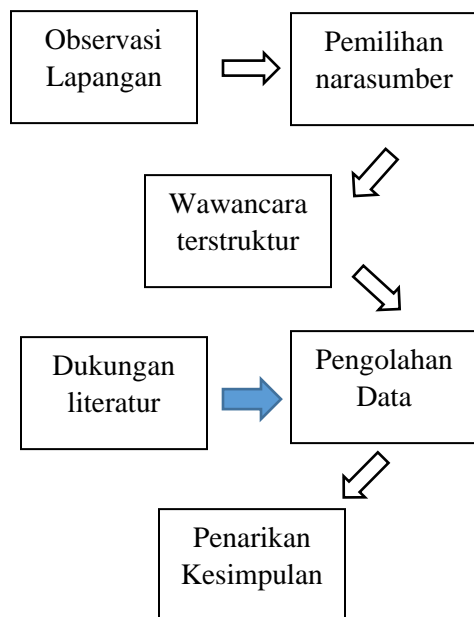 Observasi
Lapangan
Pemilihan
narasumber
Wawancara
terstruktur
Dukungan
literatur
Pengolahan
Data
Penarikan
Kesimpulan